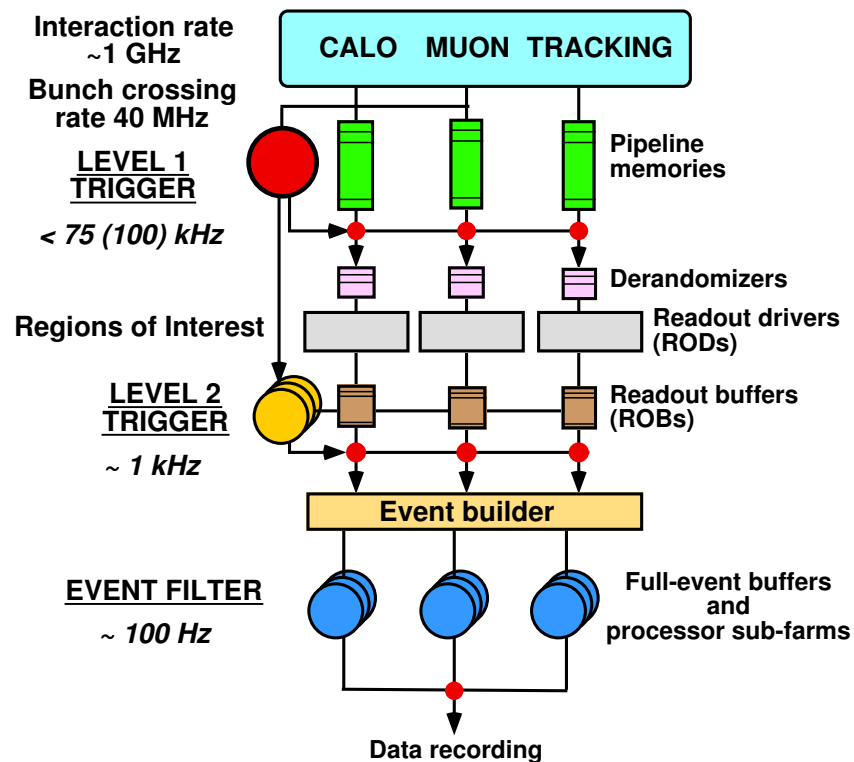 Interaction rate
~1 GHz
CALO MUON TRACKING
Bunch crossing
rate 40 MHz
LEVEL 1
TRIGGER
Pipeline
memories
< 75 (100) kHz
Derandomizers
Regions of Interest
Readout drivers
(RODs)
LEVEL 2
TRIGGER
Readout buffers
(ROBs)
~ 1 kHz
Event builder
EVENT FILTER
~ 100 Hz
Full-event buffers
and
processor sub-farms
Data recording